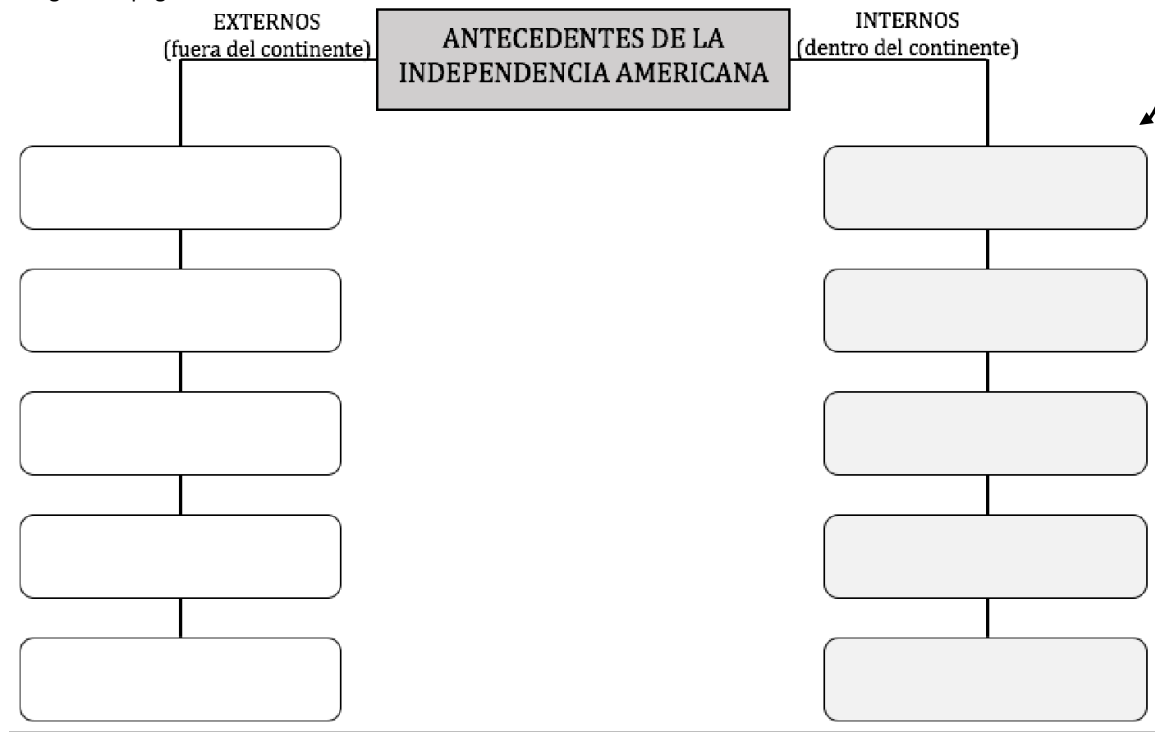 EXTERNOS
(fuera del continente)
ANTECEDENTES DE LA
INDEPENDENCIA AMERICANA
INTERNOS
(dentro del continente)